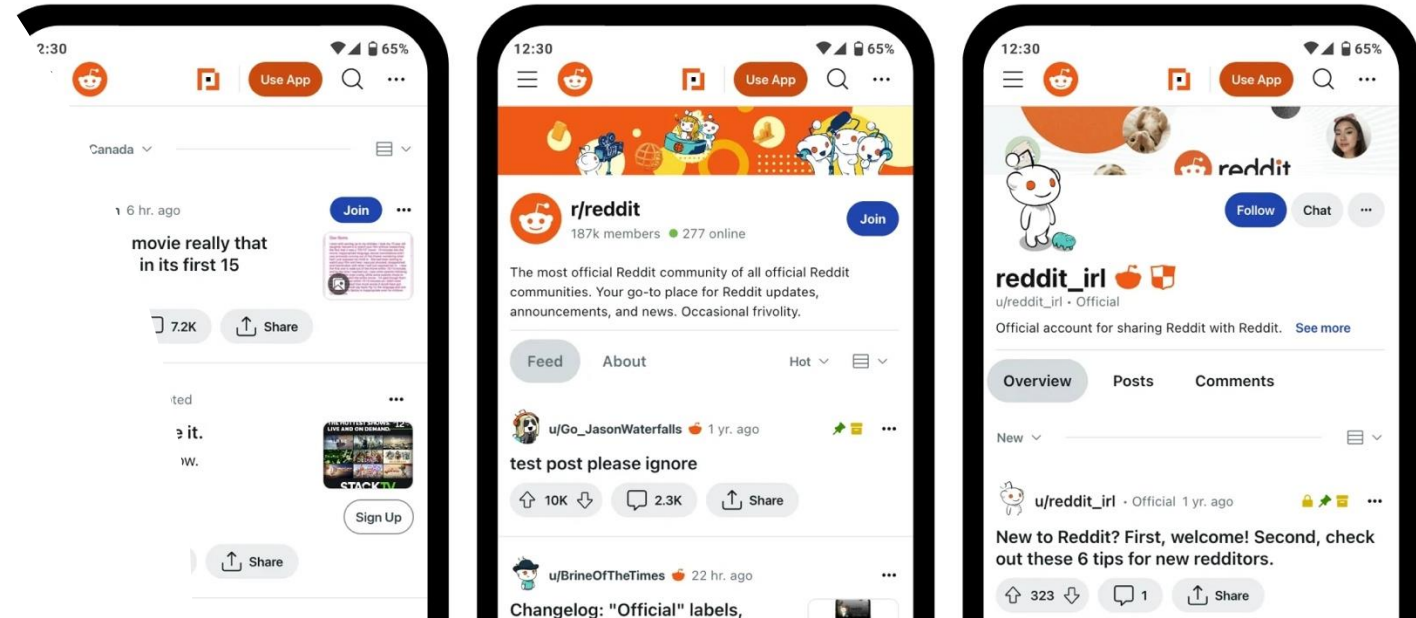 2:30
65%
Use App
Canada
6 hr. ago
Join
movie really that
in its first 15
7.2K
Share
it.
Sign Up
Share
LIVE AND ON DEMAND.
STACKTV
12:30
65%
Use App
r/reddit
187k members
277 online
Join
The most official Reddit community of all official Reddit
communities. Your go-to place for Reddit updates,
announcements, and news. Occasional frivolity.
Feed
About
Hot
u/Go_JasonWaterfalls
1 yr. ago
test post please ignore
10K
2.3K
Share
u/BrineOfTheTimes
22 hr. ago
Changelog: "Official" labels,
12:30
65%
Use App
reddit
Follow
Chat
reddit_irl
u/reddit_irl • Official
Official account for sharing Reddit with Reddit. See more
Overview
Posts
Comments
New
u/reddit_irl • Official 1 yr. ago
New to Reddit? First, welcome! Second, check
out these 6 tips for new redditors.
323
1
Share